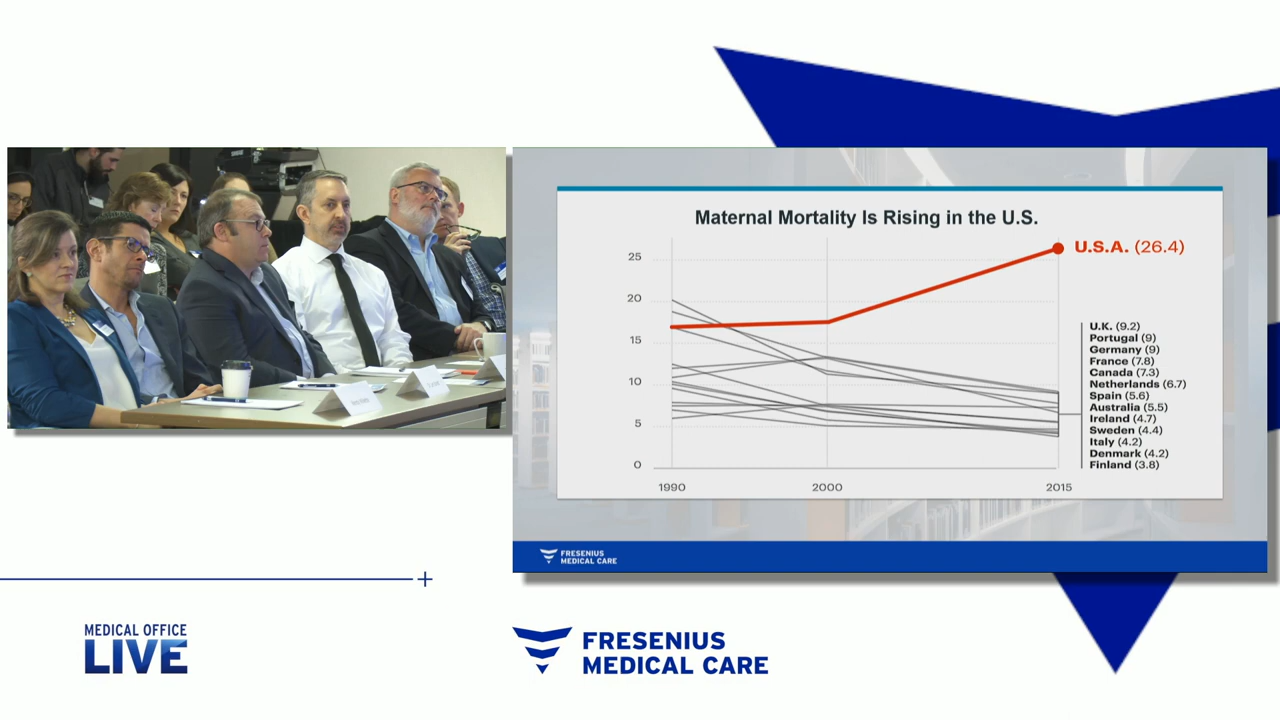 Maternal Mortality Is Rising in the U.S.
25
20
15
10
5
0
1990
2000
2015
U.S.A. (26.4)
U.K. (9.2)
Portugal (9)
Germany (9)
France (7.8)
Canada (7.3)
Netherlands (6.7)
Spain (5.6)
Australia (5.5)
Ireland (4.7)
Sweden (4.4)
Italy (4.2)
Denmark (4.2)
Finland (3.8)
FRESENIUS
MEDICAL CARE
MEDICAL OFFICE
LIVE
FRESENIUS
MEDICAL CARE